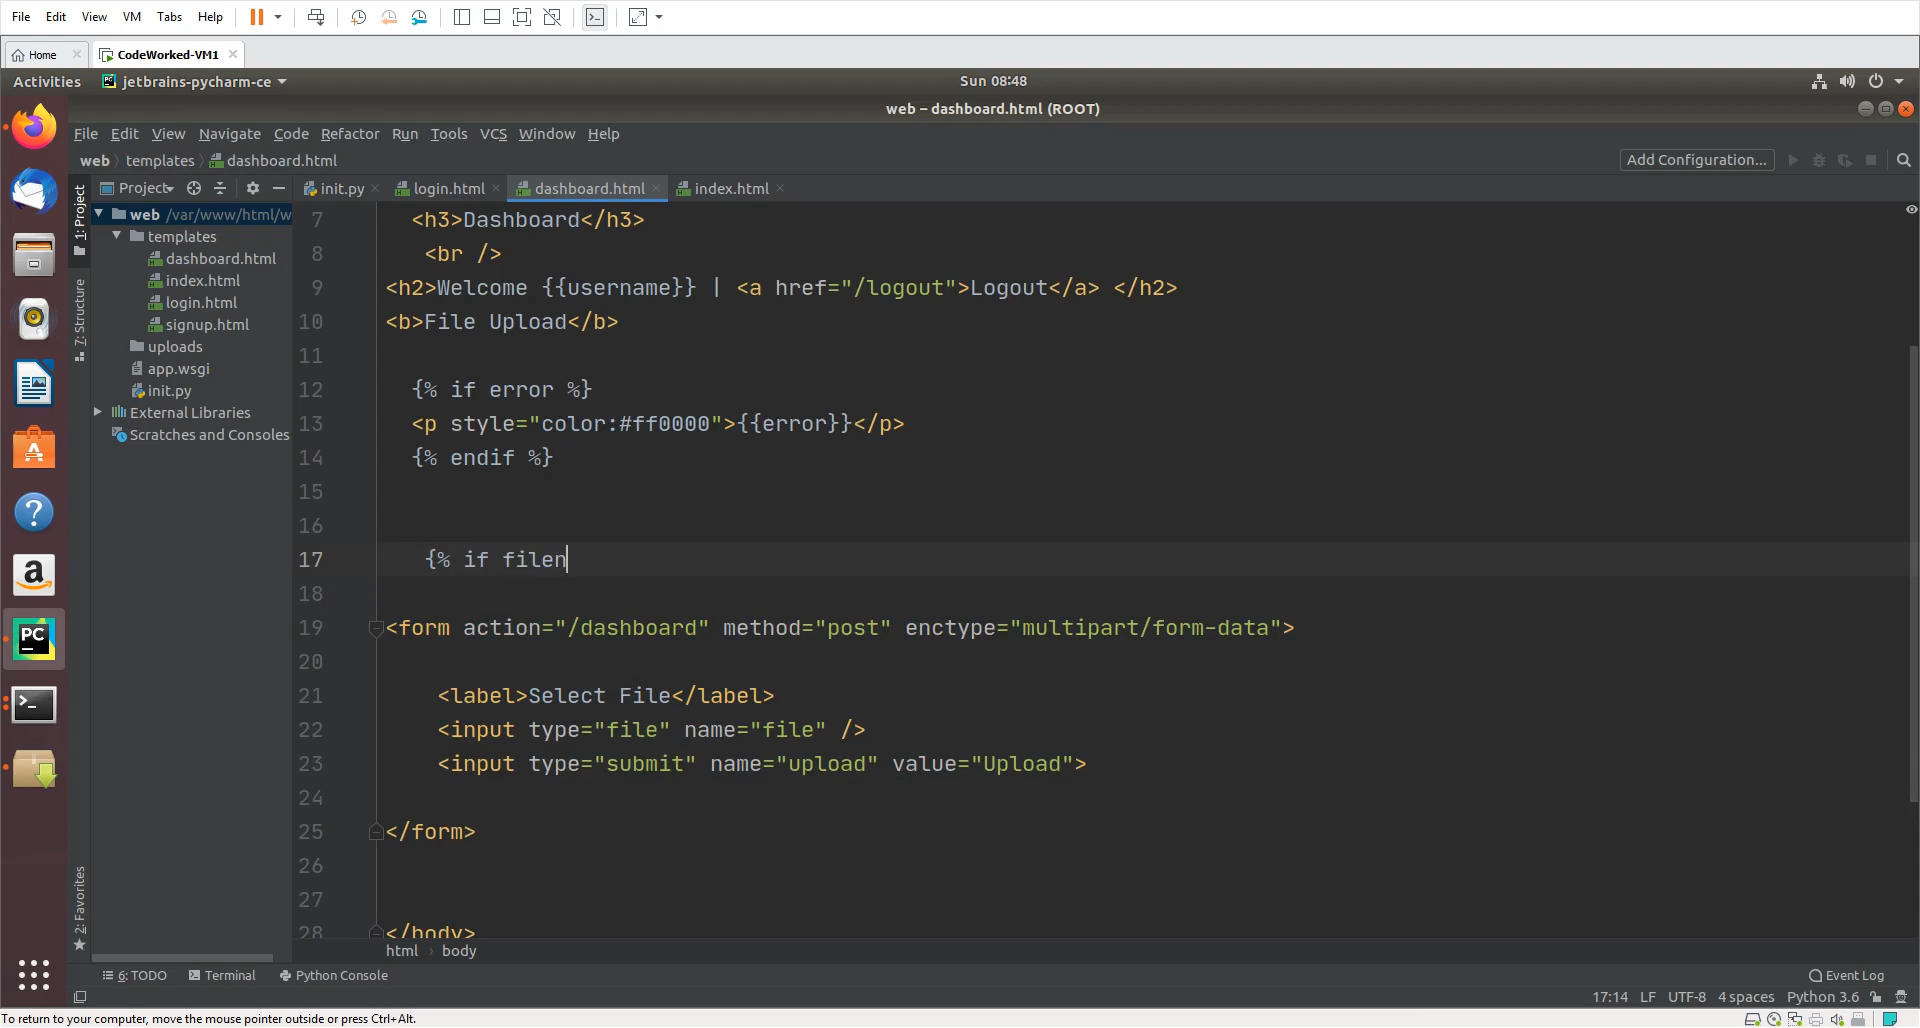 File Edit View VM Tabs Help
Home CodeWorked-VM1
Activities jetbrains-pycharm-ce Sun 08:48
web – dashboard.html (ROOT)
File Edit View Navigate Code Refactor Run Tools VCS Window Help
web templates dashboard.html Add Configuration...
Project init.py login.html dashboard.html index.html
1: Project
7: Structure
2: Favorites
web /var/www/html/w
templates
dashboard.html
index.html
login.html
signup.html
uploads
app.wsgi
init.py
External Libraries
Scratches and Consoles
7 <h3>Dashboard</h3>
8 <br />
9 <h2>Welcome {{username}} | <a href="/logout">Logout</a> </h2>
10 <b>File Upload</b>
11
12 {% if error %}
13 <p style="color:#ff0000">{{error}}</p>
14 {% endif %}
15
16
17 {% if filen
18
19 <form action="/dashboard" method="post" enctype="multipart/form-data">
20
21 <label>Select File</label>
22 <input type="file" name="file" />
23 <input type="submit" name="upload" value="Upload">
24
25 </form>
26
27
28 </body>
html body
6: TODO Terminal Python Console Event Log
17:14 LF UTF-8 4 spaces Python 3.6
To return to your computer, move the mouse pointer outside or press Ctrl+Alt.